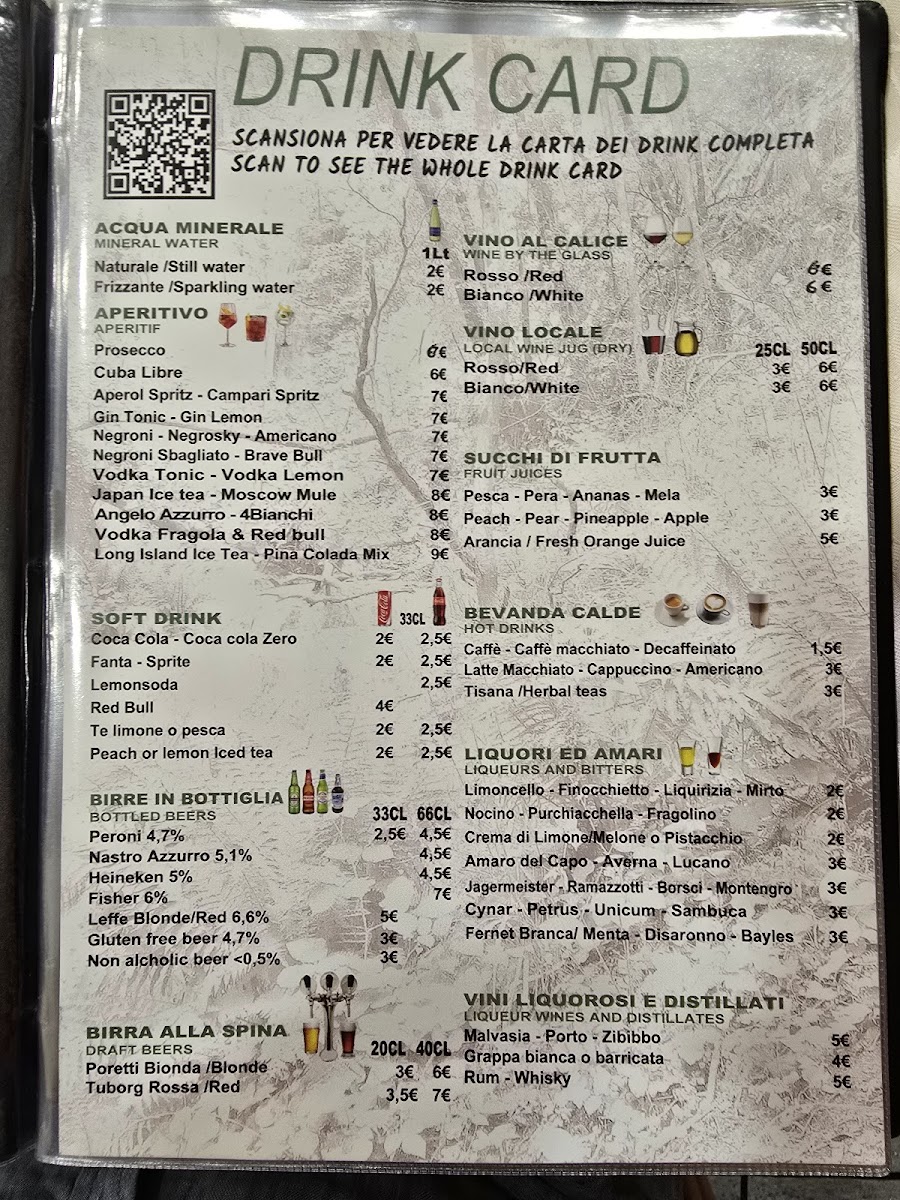 DRINK CARD
SCANSIONA PER VEDERE LA CARTA DEI DRINK COMPLETA
SCAN TO SEE THE WHOLE DRINK CARD
ACQUA MINERALE
MINERAL WATER
1Lt
Naturale /Still water 2€
Frizzante /Sparkling water 2€
APERITIVO
APERITIF
Prosecco 6€
Cuba Libre 6€
Aperol Spritz - Campari Spritz 7€
Gin Tonic - Gin Lemon 7€
Negroni - Negrosky - Americano 7€
Negroni Sbagliato - Brave Bull 7€
Vodka Tonic - Vodka Lemon 7€
Japan Ice tea - Moscow Mule 8€
Angelo Azzurro - 4Bianchi 8€
Vodka Fragola & Red bull 8€
Long Island Ice Tea - Pina Colada Mix 9€
SOFT DRINK 33CL
Coca Cola - Coca cola Zero 2€ 2,5€
Fanta - Sprite 2€ 2,5€
Lemonsoda 2,5€
Red Bull 4€
Te limone o pesca 2€ 2,5€
Peach or lemon Iced tea 2€ 2,5€
BIRRE IN BOTTIGLIA
BOTTLED BEERS 33CL 66CL
Peroni 4,7% 2,5€ 4,5€
Nastro Azzurro 5,1% 4,5€
Heineken 5% 4,5€
Fisher 6% 7€
Leffe Blonde/Red 6,6% 5€
Gluten free beer 4,7% 3€
Non alcholic beer <0,5% 3€
BIRRA ALLA SPINA
DRAFT BEERS 20CL 40CL
Poretti Bionda /Blonde 3€ 6€
Tuborg Rossa /Red 3,5€ 7€
VINO AL CALICE
WINE BY THE GLASS
Rosso /Red 6€
Bianco /White 6€
VINO LOCALE
LOCAL WINE JUG (DRY) 25CL 50CL
Rosso/Red 3€ 6€
Bianco/White 3€ 6€
SUCCHI DI FRUTTA
FRUIT JUICES
Pesca - Pera - Ananas - Mela 3€
Peach - Pear - Pineapple - Apple 3€
Arancia / Fresh Orange Juice 5€
BEVANDA CALDE
HOT DRINKS
Caffè - Caffè macchiato - Decaffeinato 1,5€
Latte Macchiato - Cappuccino - Americano 3€
Tisana /Herbal teas 3€
LIQUORI ED AMARI
LIQUEURS AND BITTERS
Limoncello - Finocchietto - Liquirizia - Mirto 2€
Nocino - Purchiacchella - Fragolino 2€
Crema di Limone/Melone o Pistacchio 2€
Amaro del Capo - Averna - Lucano 3€
Jagermeister - Ramazzotti - Borsci - Montengro 3€
Cynar - Petrus - Unicum - Sambuca 3€
Fernet Branca/ Menta - Disaronno - Bayles 3€
VINI LIQUOROSI E DISTILLATI
LIQUEUR WINES AND DISTILLATES
Malvasia - Porto - Zibibbo 5€
Grappa bianca o barricata 4€
Rum - Whisky 5€